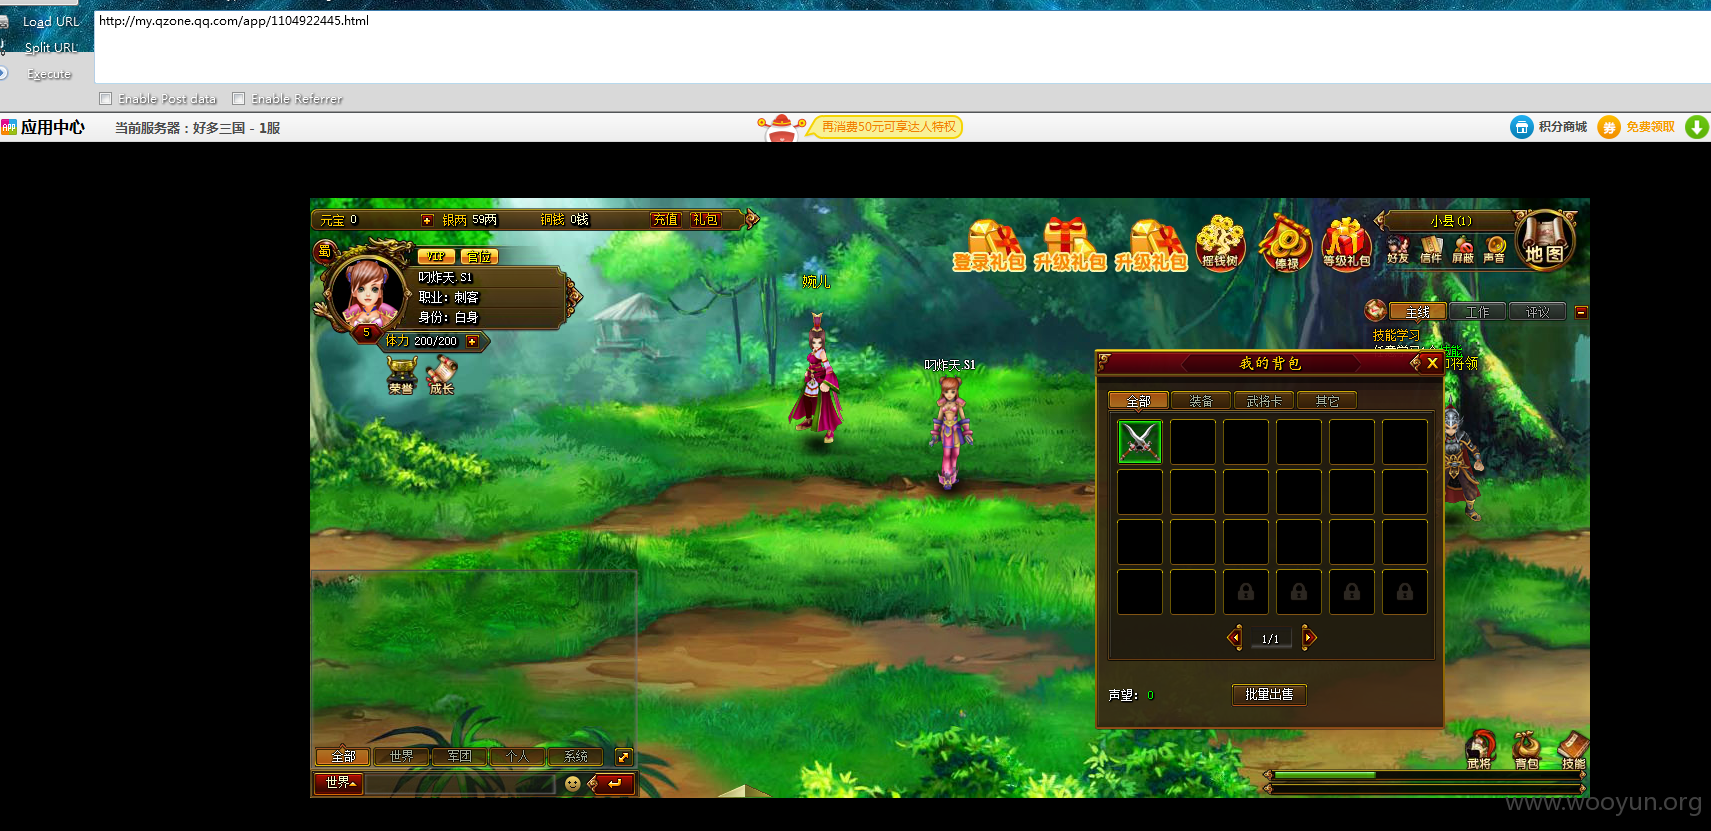 Load URL
http://my.qzone.qq.com/app/1104922445.html
Split URL
Execute
Enable Post data
Enable Referrer
应用中心
当前服务器：好多三国 - 1服
再消费50元可享达人特权
积分商城
券
免费领取
元宝 0
银两 59两
铜钱 0钱
充值
礼包
蜀
VIP
官位
叼炸天.S1
职业：刺客
身份：白身
5
体力 200/200
荣誉
成长
登录礼包
升级礼包
升级礼包
摇钱树
俸禄
等级礼包
小县(1)
好友
信件
屏蔽
声音
地图
主线
工作
评议
技能学习
婉儿
叼炸天.S1
我的背包
X
全部
装备
武将卡
其它
1/1
声望：0
批量出售
全部
世界
军团
个人
系统
世界
武将
背包
技能
www.wooyun.org